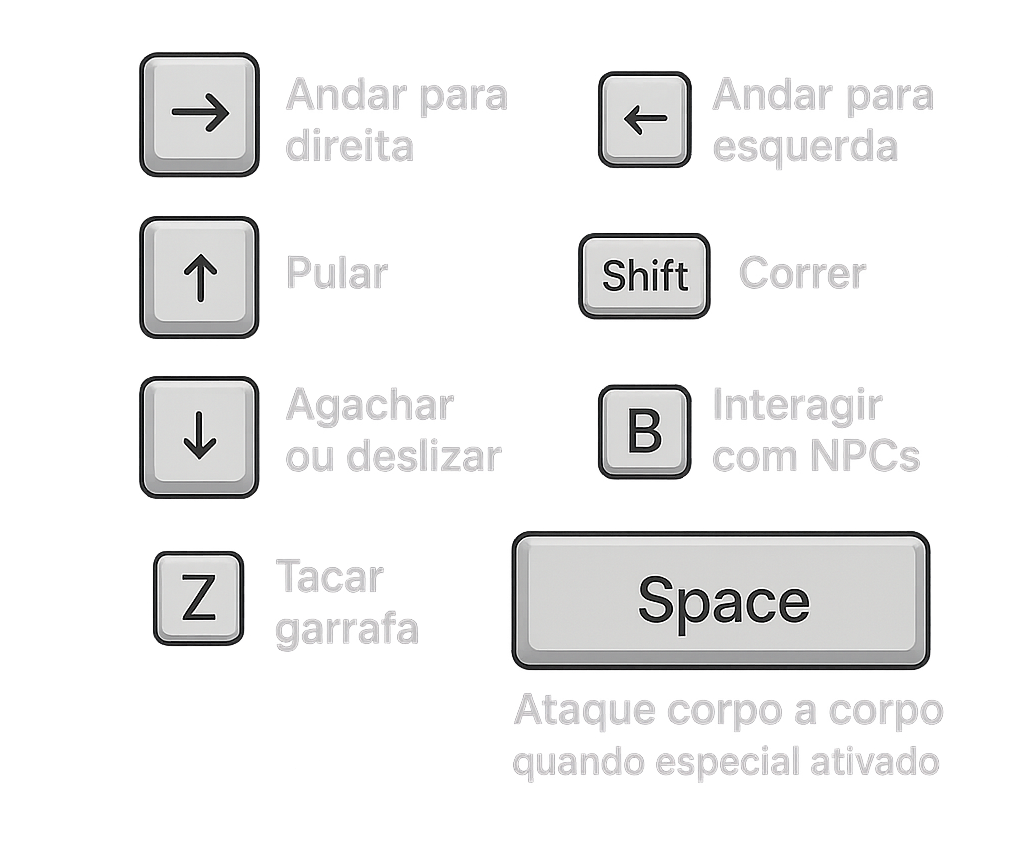 → Andar para
direita
← Andar para
esquerda
↑ Pular
Shift Correr
↓ Agachar
ou deslizar
B Interagir
com NPCs
Z Tacar
garrafa
Space
Ataque corpo a corpo
quando especial ativado